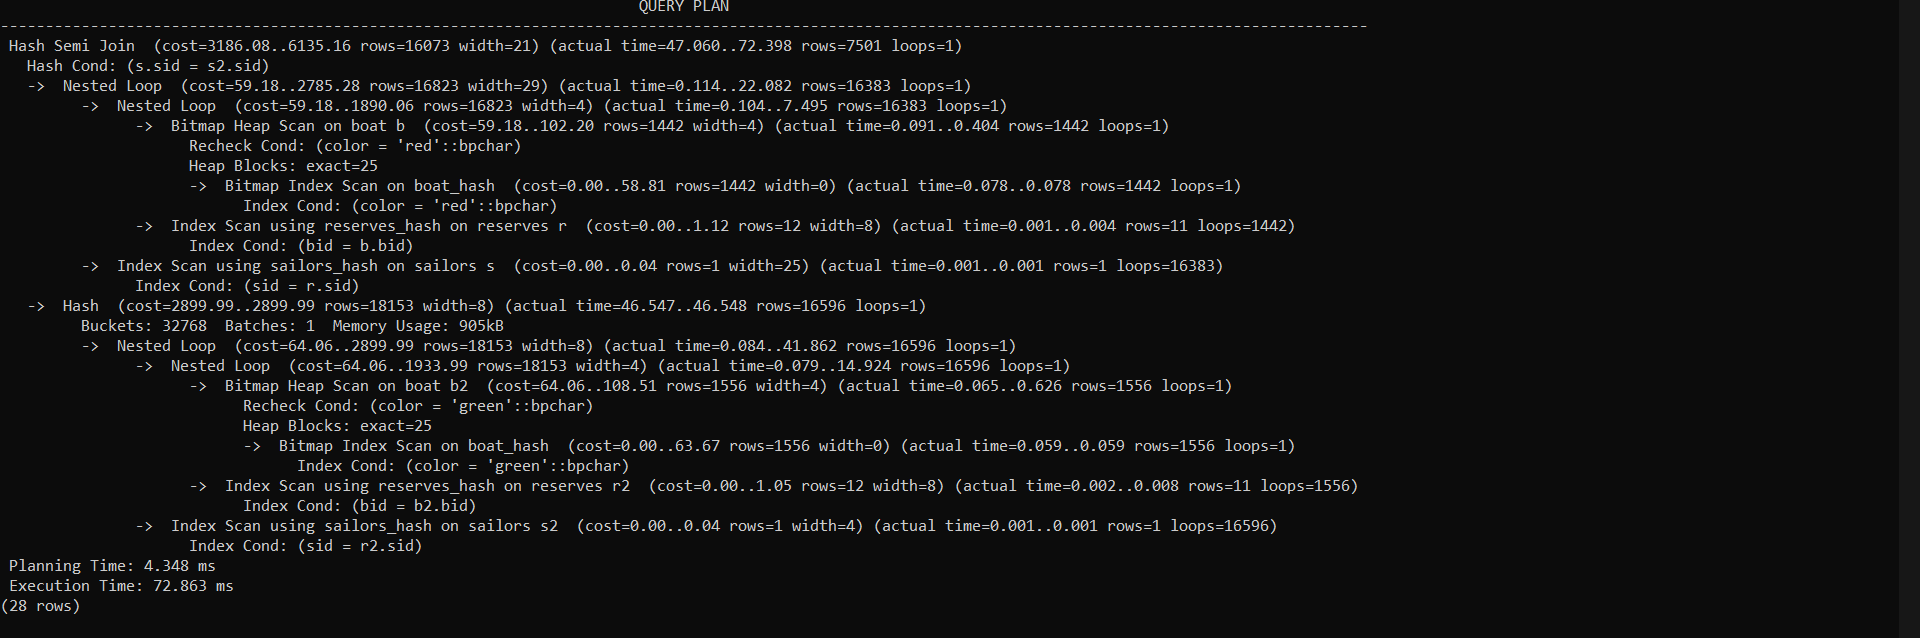 QUERY PLAN
--------------------------------------------------------------------------------------------------------------------------------------------------------
Hash Semi Join  (cost=3186.08..6135.16 rows=16073 width=21) (actual time=47.060..72.398 rows=7501 loops=1)
  Hash Cond: (s.sid = s2.sid)
  ->  Nested Loop  (cost=59.18..2785.28 rows=16823 width=29) (actual time=0.114..22.082 rows=16383 loops=1)
        ->  Nested Loop  (cost=59.18..1890.06 rows=16823 width=4) (actual time=0.104..7.495 rows=16383 loops=1)
              ->  Bitmap Heap Scan on boat b  (cost=59.18..102.20 rows=1442 width=4) (actual time=0.091..0.404 rows=1442 loops=1)
                    Recheck Cond: (color = 'red'::bpchar)
                    Heap Blocks: exact=25
                    ->  Bitmap Index Scan on boat_hash  (cost=0.00..58.81 rows=1442 width=0) (actual time=0.078..0.078 rows=1442 loops=1)
                          Index Cond: (color = 'red'::bpchar)
              ->  Index Scan using reserves_hash on reserves r  (cost=0.00..1.12 rows=12 width=8) (actual time=0.001..0.004 rows=11 loops=1442)
                    Index Cond: (bid = b.bid)
        ->  Index Scan using sailors_hash on sailors s  (cost=0.00..0.04 rows=1 width=25) (actual time=0.001..0.001 rows=1 loops=16383)
              Index Cond: (sid = r.sid)
  ->  Hash  (cost=2899.99..2899.99 rows=18153 width=8) (actual time=46.547..46.548 rows=16596 loops=1)
        Buckets: 32768  Batches: 1  Memory Usage: 905kB
        ->  Nested Loop  (cost=64.06..2899.99 rows=18153 width=8) (actual time=0.084..41.862 rows=16596 loops=1)
              ->  Nested Loop  (cost=64.06..1933.99 rows=18153 width=4) (actual time=0.079..14.924 rows=16596 loops=1)
                    ->  Bitmap Heap Scan on boat b2  (cost=64.06..108.51 rows=1556 width=4) (actual time=0.065..0.626 rows=1556 loops=1)
                          Recheck Cond: (color = 'green'::bpchar)
                          Heap Blocks: exact=25
                          ->  Bitmap Index Scan on boat_hash  (cost=0.00..63.67 rows=1556 width=0) (actual time=0.059..0.059 rows=1556 loops=1)
                                Index Cond: (color = 'green'::bpchar)
                    ->  Index Scan using reserves_hash on reserves r2  (cost=0.00..1.05 rows=12 width=8) (actual time=0.002..0.008 rows=11 loops=1556)
                          Index Cond: (bid = b2.bid)
              ->  Index Scan using sailors_hash on sailors s2  (cost=0.00..0.04 rows=1 width=4) (actual time=0.001..0.001 rows=1 loops=16596)
                    Index Cond: (sid = r2.sid)
Planning Time: 4.348 ms
Execution Time: 72.863 ms
(28 rows)